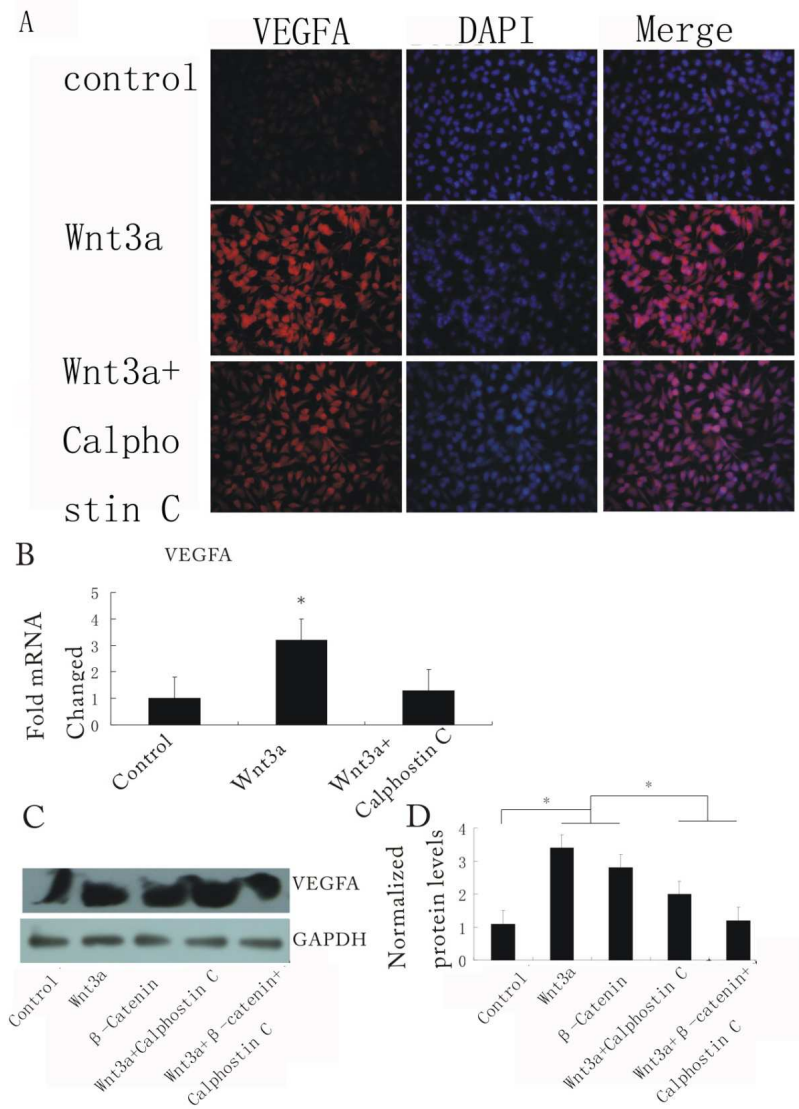 A
VEGFA DAPI Merge
control
Wnt3a
Wnt3a+
Calpho
stin C
B
VEGFA
Fold mRNA
Changed
5
4
3
2
1
0
*
Control
Wnt3a
Wnt3a+
Calphostin C
C
VEGFA
GAPDH
Control
Wnt3a
β-Catenin
Wnt3a+Calphostin C
Wnt3a+β-catenin+
Calphostin C
D
* *
Normalized
protein levels
4
3
2
1
0
Control
Wnt3a
β-Catenin
Wnt3a+Calphostin C
Wnt3a+β-catenin+
Calphostin C